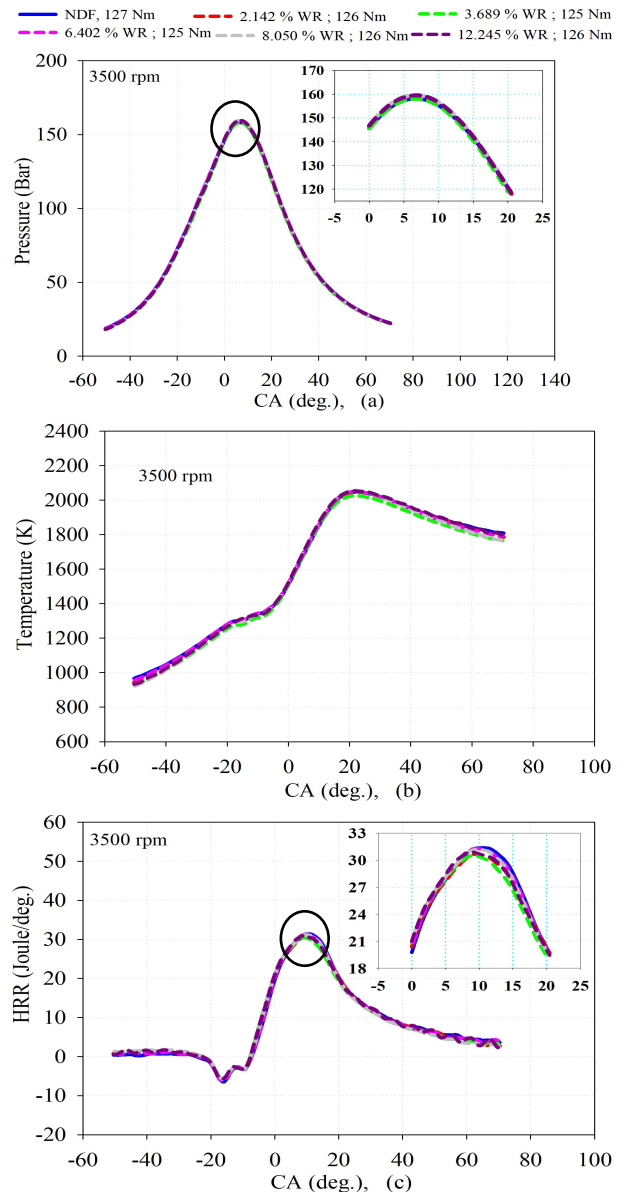 NDF, 127 Nm 2.142 % WR ; 126 Nm 3.689 % WR ; 125 Nm
6.402 % WR ; 125 Nm 8.050 % WR ; 126 Nm 12.245 % WR ; 126 Nm
200
150
100
50
0
Pressure (Bar)
3500 rpm
170
160
150
140
130
120
-5 0 5 10 15 20 25
-60 -40 -20 0 20 40 60 80 100 120 140
CA (deg.), (a)
2400
2200
2000
1800
1600
1400
1200
1000
800
600
Temperature (K)
3500 rpm
-60 -40 -20 0 20 40 60 80 100
CA (deg.), (b)
60
50
40
30
20
10
0
-10
-20
HRR (Joule/deg.)
3500 rpm
33
30
27
24
21
18
0 5 10 15 20 25
-60 -40 -20 0 20 40 60 80 100
CA (deg.), (c)